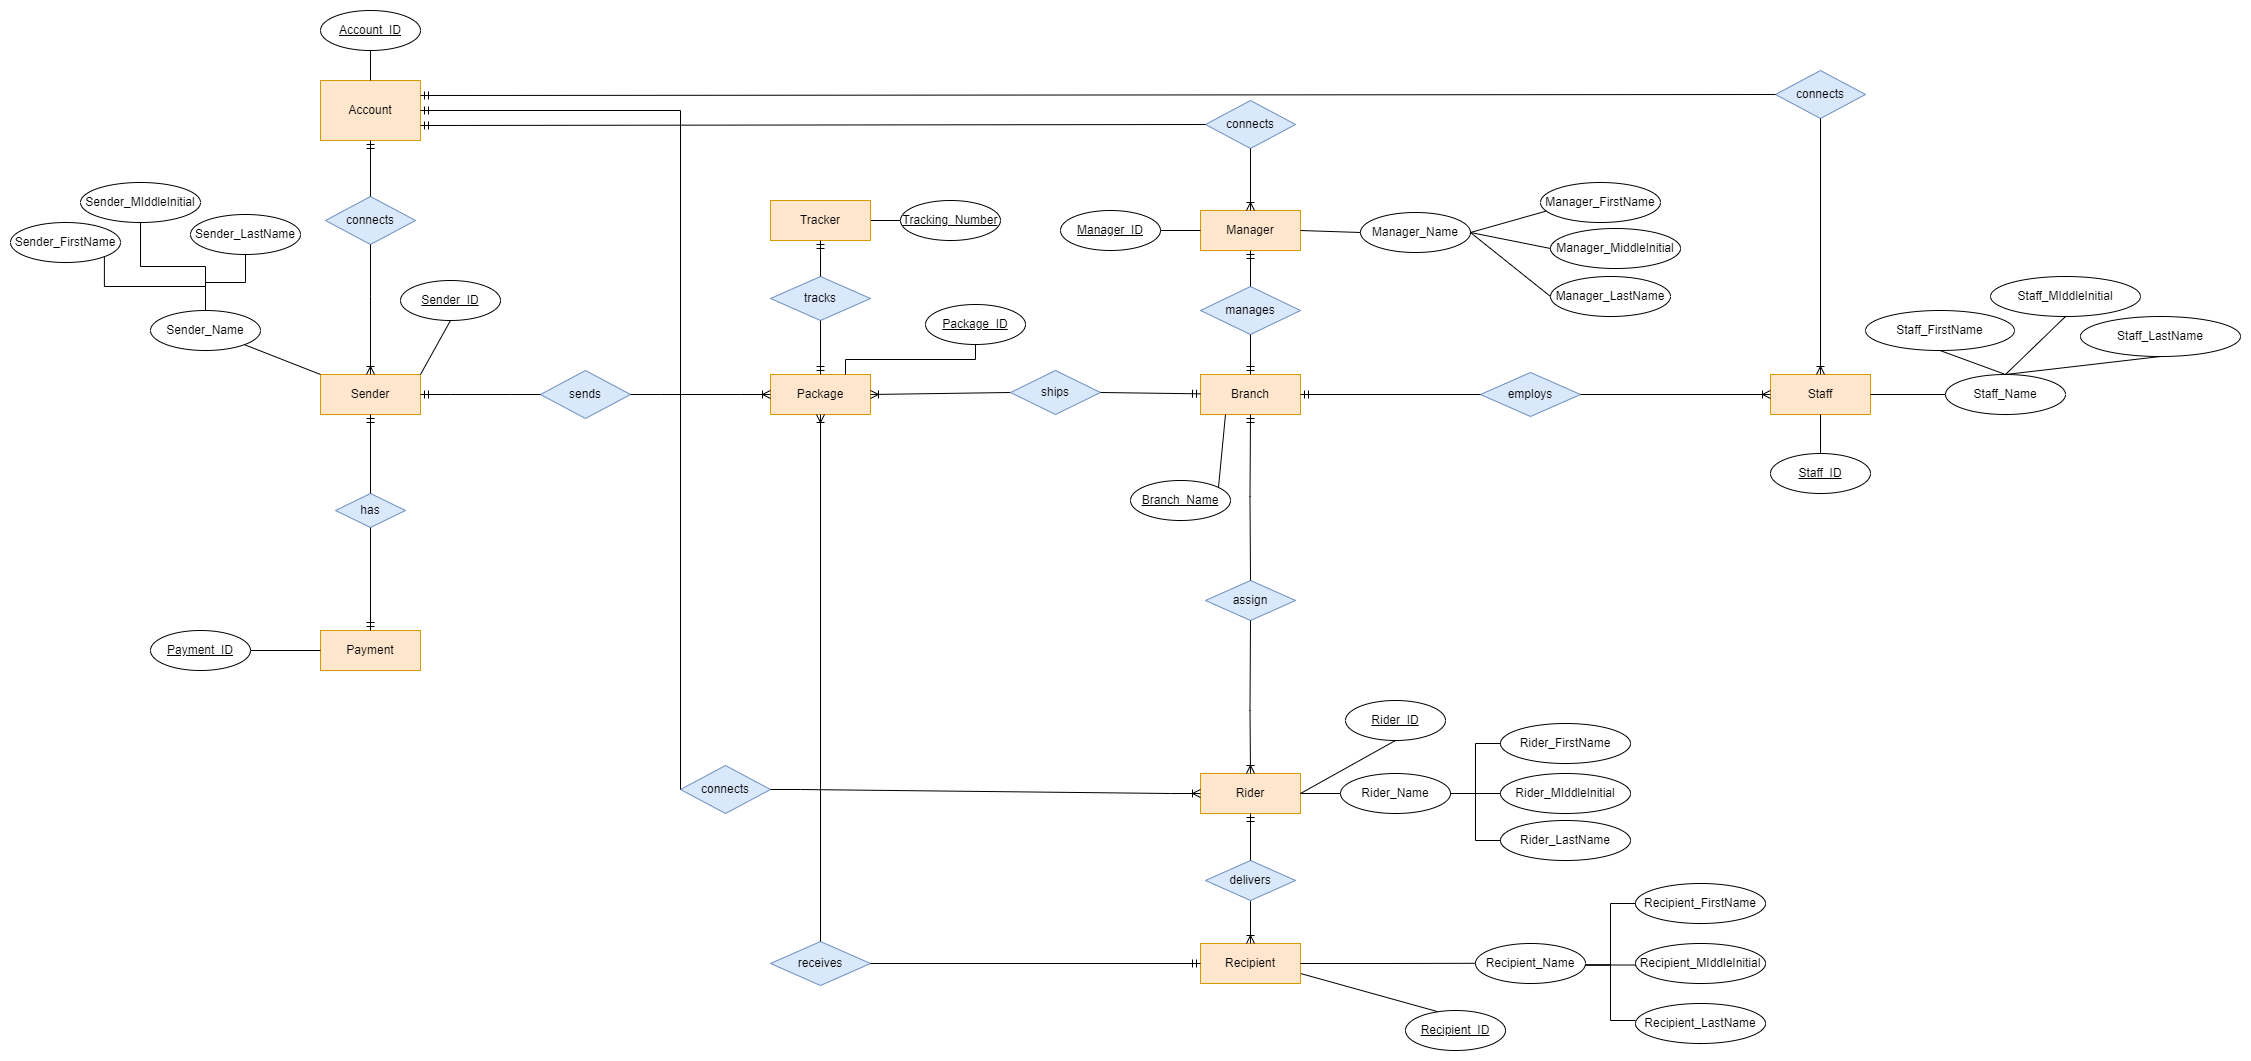 Account_ID
Account
connects
connects
Sender_MIddleInitial
Sender_FirstName
Sender_LastName
connects
Tracker
Tracking_Number
Manager_ID
Manager
Manager_Name
Manager_FirstName
Manager_MiddleInitial
Manager_LastName
Sender_ID
Sender_Name
tracks
Package_ID
manages
Staff_MIddleInitial
Staff_FirstName
Staff_LastName
Sender
sends
Package
ships
Branch
employs
Staff
Staff_Name
Staff_ID
has
Branch_Name
assign
Payment_ID
Payment
Rider_ID
Rider_FirstName
connects
Rider
Rider_Name
Rider_MIddleInitial
Rider_LastName
delivers
Recipient_FirstName
receives
Recipient
Recipient_Name
Recipient_MIddleInitial
Recipient_LastName
Recipient_ID